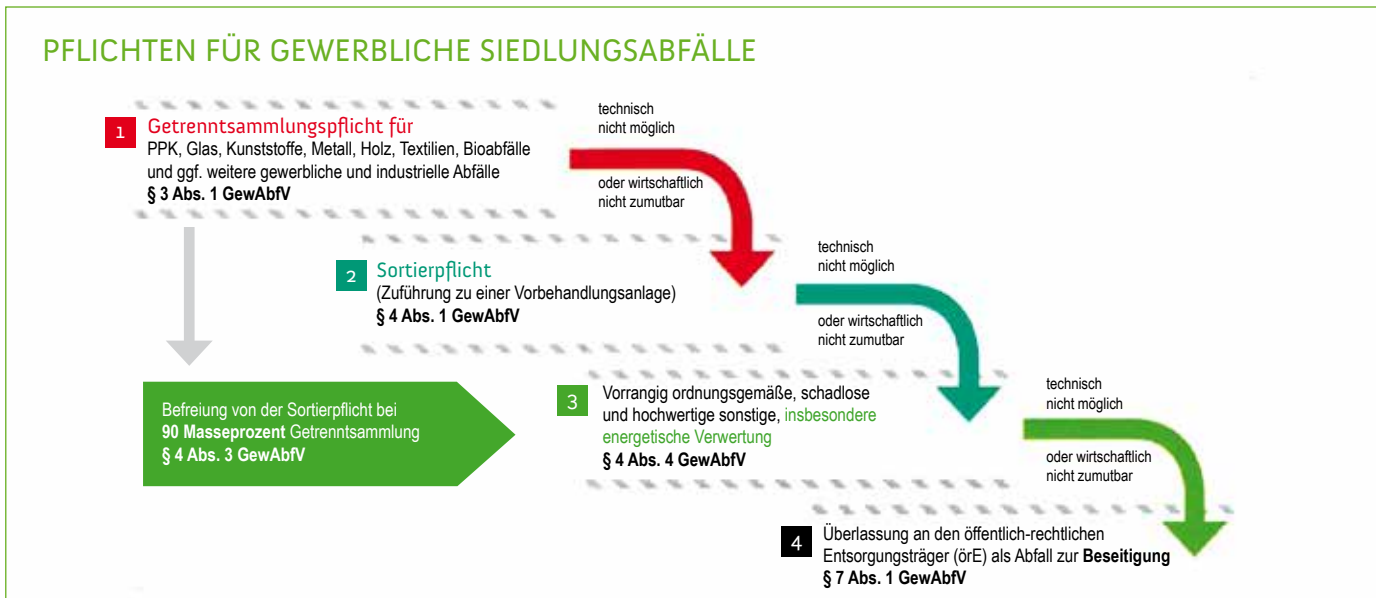 PFLICHTEN FÜR GEWERBLICHE SIEDLUNGSABFÄLLE
1
Getrenntsammlungspflicht für
PPK, Glas, Kunststoffe, Metall, Holz, Textilien, Bioabfälle
und ggf. weitere gewerbliche und industrielle Abfälle
§ 3 Abs. 1 GewAbfV
technisch
nicht möglich
oder wirtschaftlich
nicht zumutbar
2
Sortierpflicht
(Zuführung zu einer Vorbehandlungsanlage)
§ 4 Abs. 1 GewAbfV
technisch
nicht möglich
oder wirtschaftlich
nicht zumutbar
Befreiung von der Sortierpflicht bei
90 Masseprozent Getrenntsammlung
§ 4 Abs. 3 GewAbfV
3
Vorrangig ordnungsgemäße, schadlose
und hochwertige sonstige, insbesondere
energetische Verwertung
§ 4 Abs. 4 GewAbfV
technisch
nicht möglich
oder wirtschaftlich
nicht zumutbar
4
Überlassung an den öffentlich-rechtlichen
Entsorgungsträger (örE) als Abfall zur Beseitigung
§ 7 Abs. 1 GewAbfV